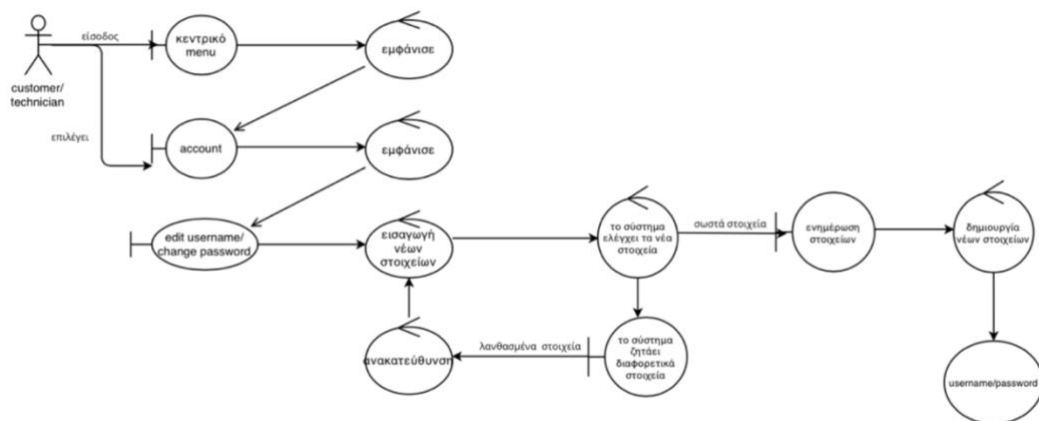 είσοδος
κεντρικό
menu
εμφάνισε
customer/
technician
επιλέγει
account
εμφάνισε
edit username/
change password
εισαγωγή
νέων
στοιχείων
το σύστημα
ελέγχει τα νέα
στοιχεία
σωστά στοιχεία
ενημέρωση
στοιχείων
δημιουργία
νέων στοιχείων
ανακατεύθυνση
λανθασμένα στοιχεία
το σύστημα
ζητάει
διαφορετικά
στοιχεία
username/password